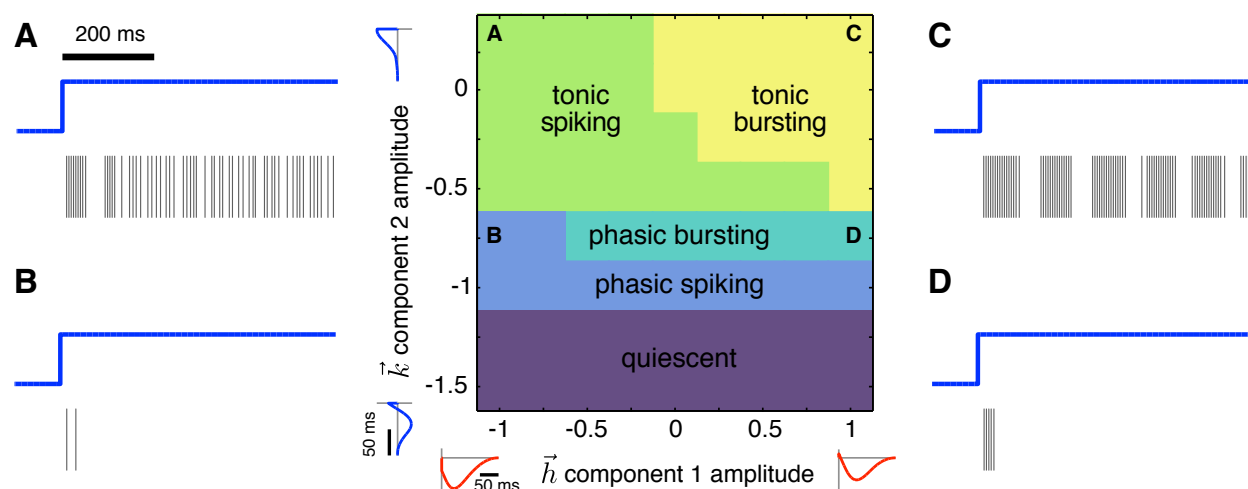 A
200 ms
B
k component 2 amplitude
50 ms
0
-0.5
-1
-1.5
A
C
tonic
spiking
tonic
bursting
B
phasic bursting
D
phasic spiking
quiescent
-1
-0.5
0
0.5
1
50 ms
h component 1 amplitude
C
D